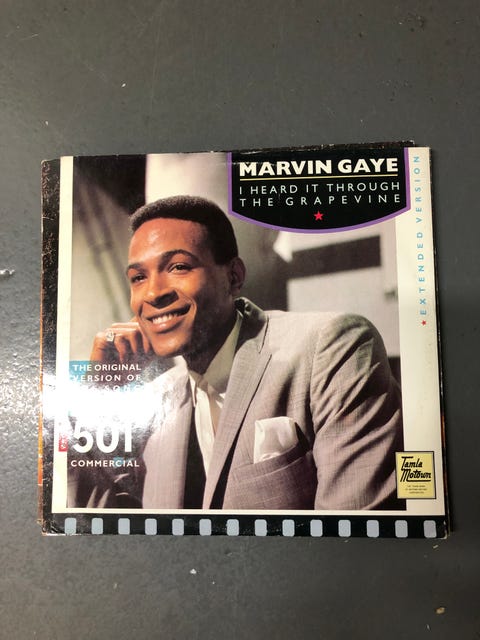 MARVIN GAYE
I HEARD IT THROUGH
THE GRAPEVINE
EXTENDED VERSION
THE ORIGINAL
VERSION OF
501
COMMERCIAL
Tamla
Motown